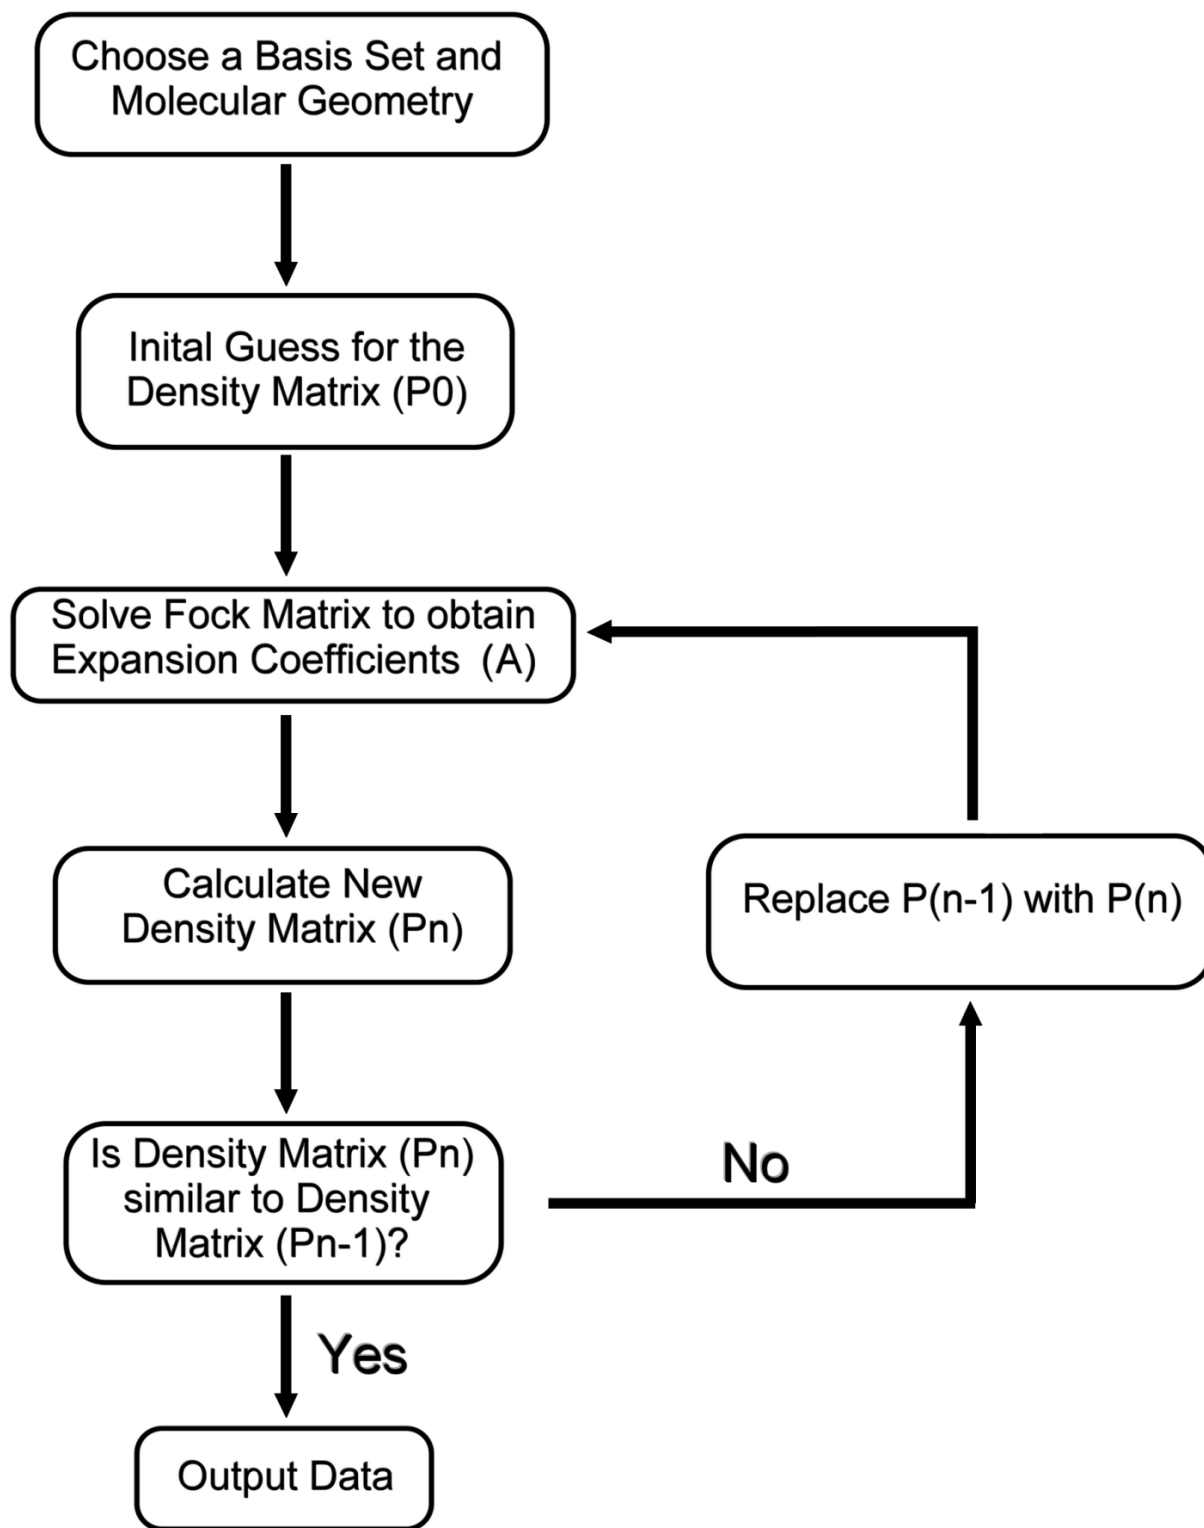 Choose a Basis Set and
Molecular Geometry
Inital Guess for the
Density Matrix (P0)
Solve Fock Matrix to obtain
Expansion Coefficients (A)
Calculate New
Density Matrix (Pn)
Replace P(n-1) with P(n)
Is Density Matrix (Pn)
similar to Density
Matrix (Pn-1)?
No
Yes
Output Data